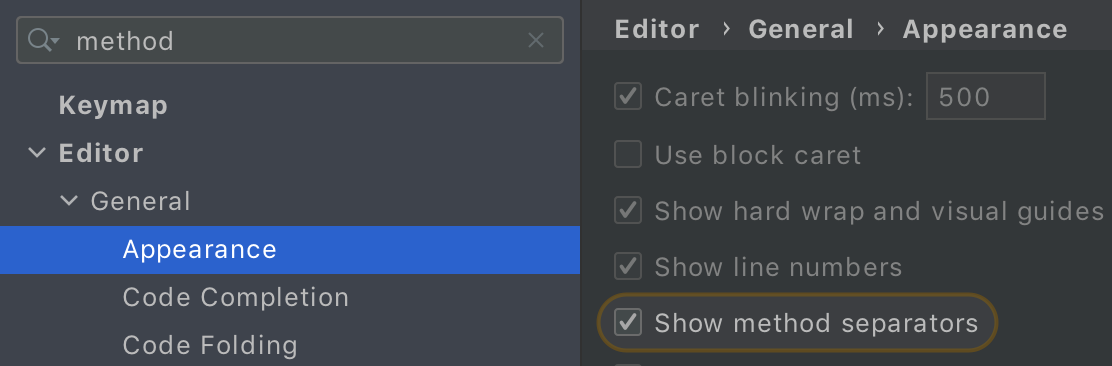 method
Keymap
Editor
General
Appearance
Code Completion
Code Folding
Editor › General › Appearance
Caret blinking (ms): 500
Use block caret
Show hard wrap and visual guides
Show line numbers
Show method separators